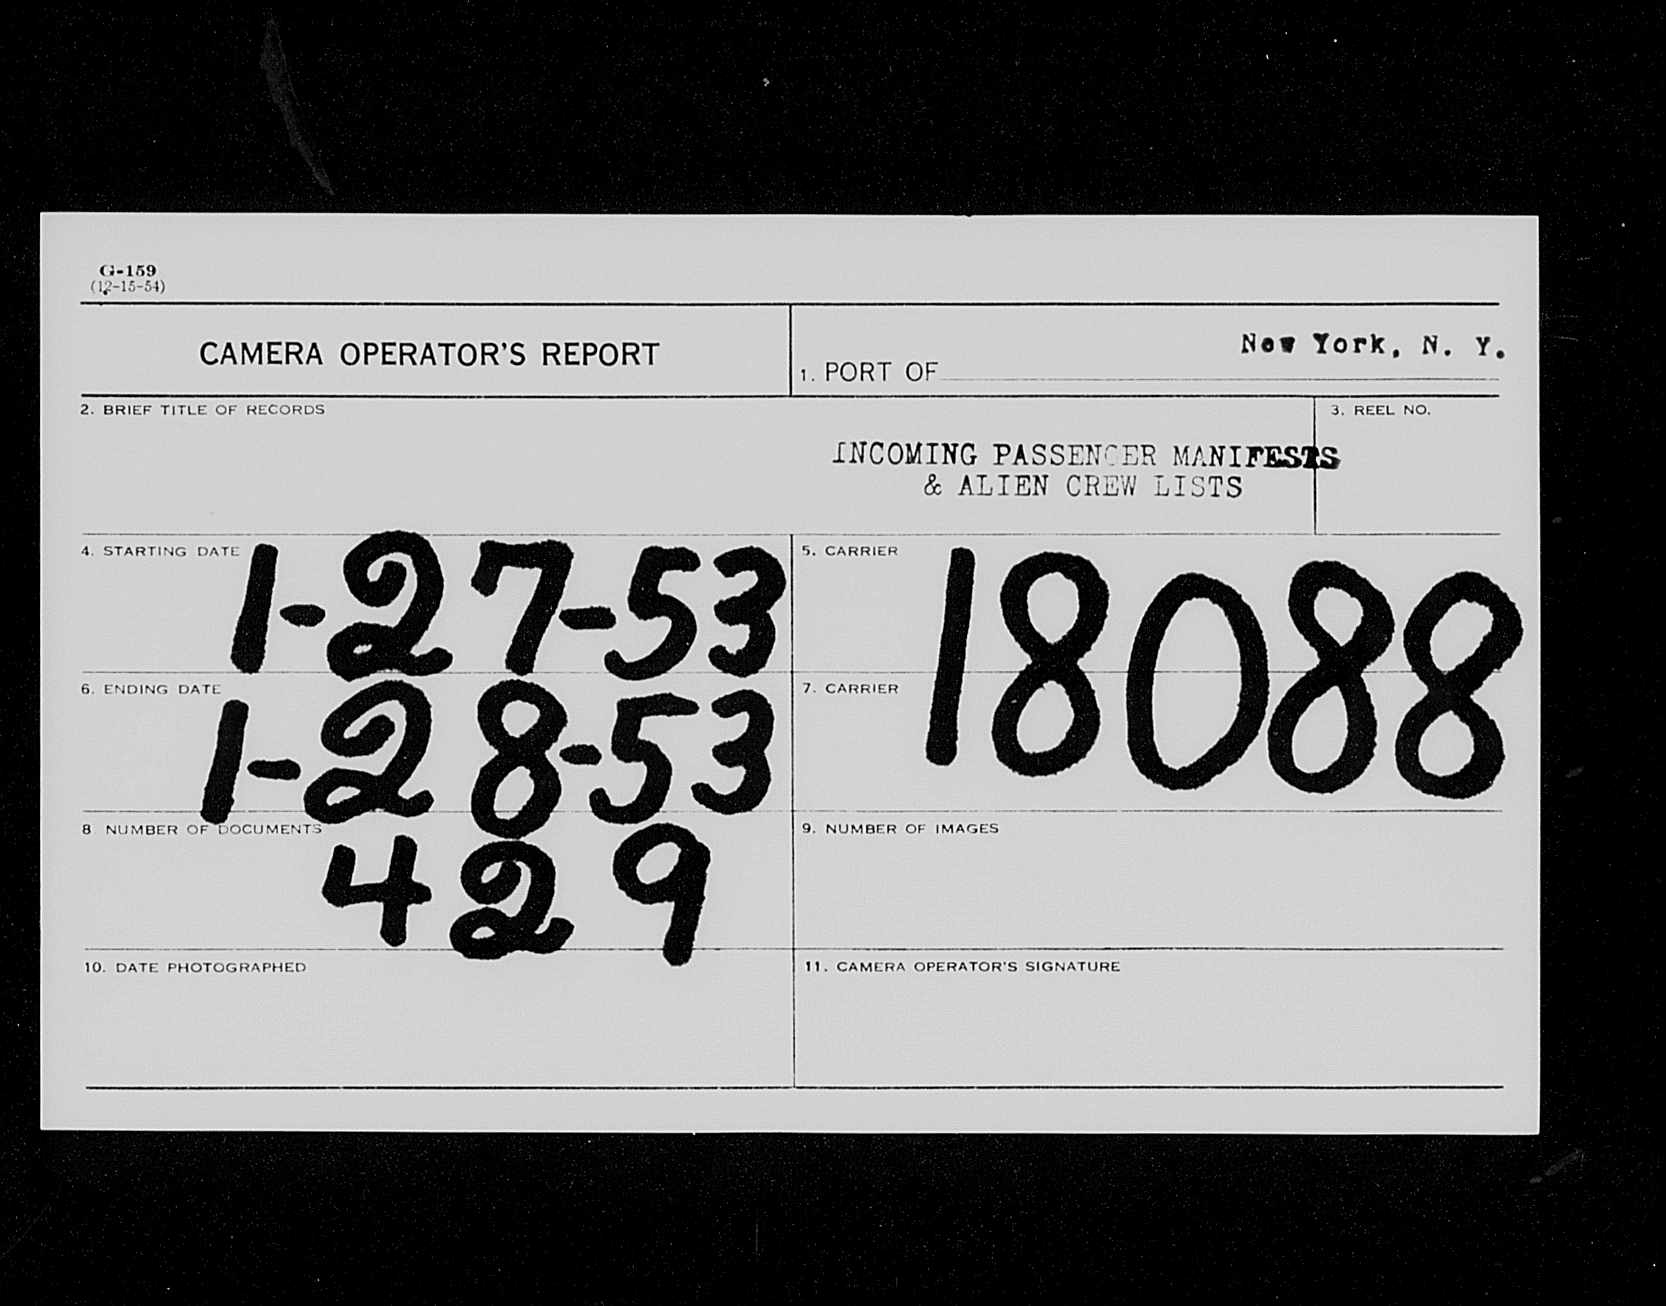 G-159
(12-15-54)
CAMERA OPERATOR'S REPORT
1. PORT OF New York, N. Y.
2. BRIEF TITLE OF RECORDS
3. REEL NO.
INCOMING PASSENGER MANIFESTS
& ALIEN CREW LISTS
4. STARTING DATE 1-27-53
5. CARRIER
18088
6. ENDING DATE 1-28-53
7. CARRIER
8 NUMBER OF DOCUMENTS
429
9. NUMBER OF IMAGES
10. DATE PHOTOGRAPHED
11. CAMERA OPERATOR'S SIGNATURE